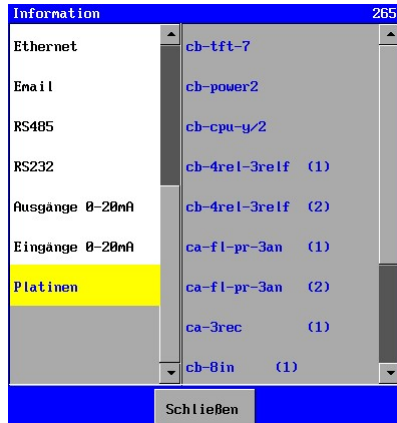 Information 265
Ethernet
Email
RS485
RS232
Ausgänge 0-20mA
Eingänge 0-20mA
Platinen
cb-tft-7
cb-power2
cb-cpu-y/2
cb-4rel-3relf (1)
cb-4rel-3relf (2)
ca-fl-pr-3an (1)
ca-fl-pr-3an (2)
ca-3rec (1)
cb-8in (1)
Schließen